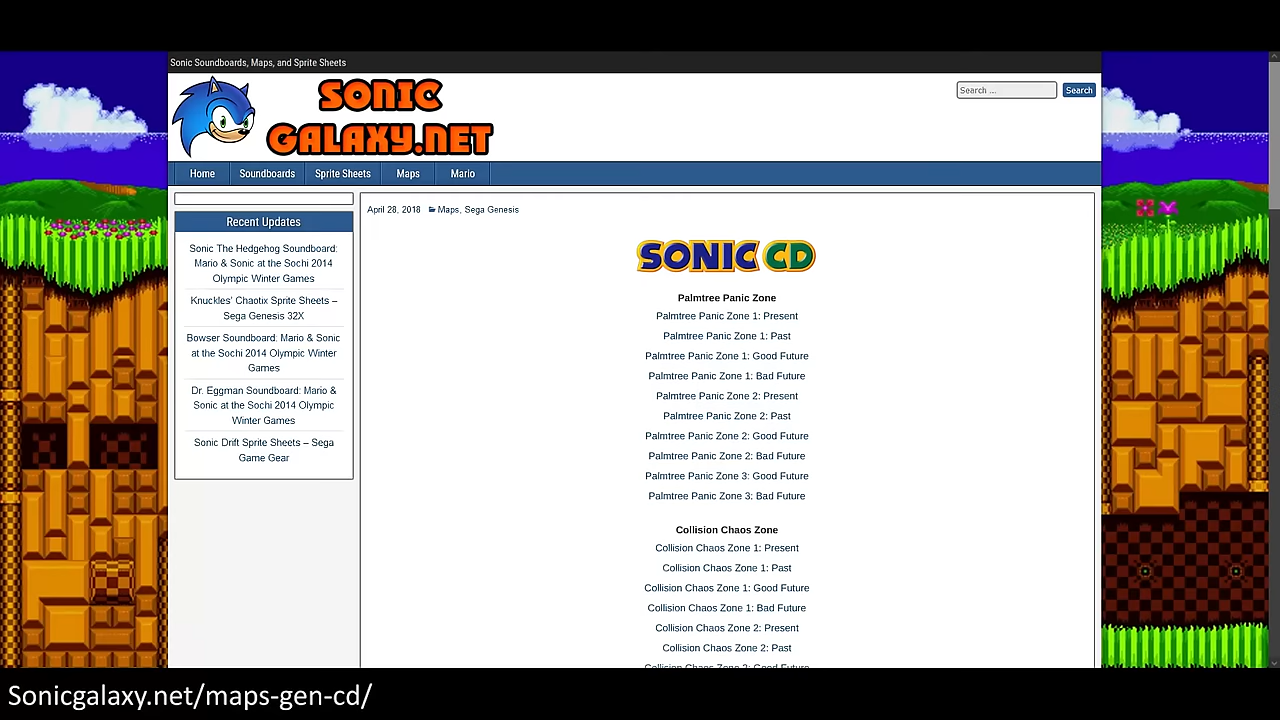 Sonic Soundboards, Maps, and Sprite Sheets
SONIC
GALAXY.NET
Search ...
Search
Home
Soundboards
Sprite Sheets
Maps
Mario
Recent Updates
Sonic The Hedgehog Soundboard:
Mario & Sonic at the Sochi 2014
Olympic Winter Games
Knuckles' Chaotix Sprite Sheets –
Sega Genesis 32X
Bowser Soundboard: Mario & Sonic
at the Sochi 2014 Olympic Winter
Games
Dr. Eggman Soundboard: Mario &
Sonic at the Sochi 2014 Olympic
Winter Games
Sonic Drift Sprite Sheets – Sega
Game Gear
April 28, 2018 Maps, Sega Genesis
SONIC CD
Palmtree Panic Zone
Palmtree Panic Zone 1: Present
Palmtree Panic Zone 1: Past
Palmtree Panic Zone 1: Good Future
Palmtree Panic Zone 1: Bad Future
Palmtree Panic Zone 2: Present
Palmtree Panic Zone 2: Past
Palmtree Panic Zone 2: Good Future
Palmtree Panic Zone 2: Bad Future
Palmtree Panic Zone 3: Good Future
Palmtree Panic Zone 3: Bad Future
Collision Chaos Zone
Collision Chaos Zone 1: Present
Collision Chaos Zone 1: Past
Collision Chaos Zone 1: Good Future
Collision Chaos Zone 1: Bad Future
Collision Chaos Zone 2: Present
Collision Chaos Zone 2: Past
Collision Chaos Zone 2: Good Future
Sonicgalaxy.net/maps-gen-cd/